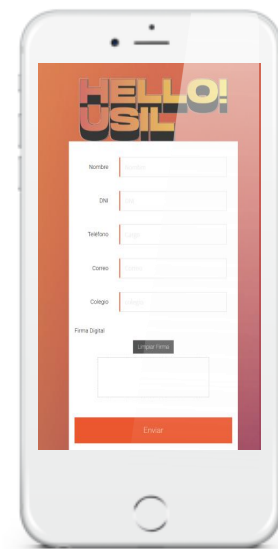 HELLO!
USIL
Nombre
DNI
Teléfono
Correo
Colegio
Firma Digital
Limpiar Firma
Enviar